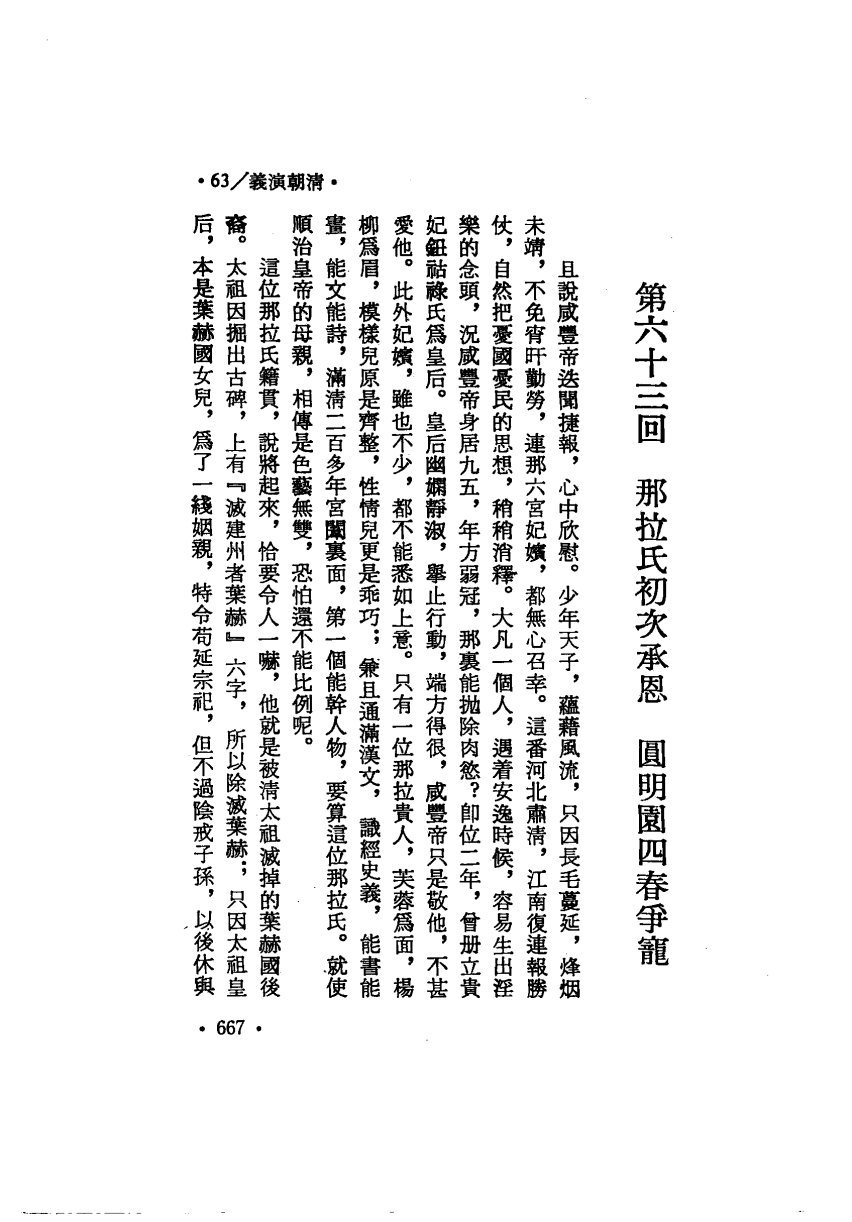 ·63/義演朝清·
第六十三回　那拉氏初次承恩　圓明園四春爭寵
且說咸豐帝迭聞捷報，心中欣慰。少年天子，蘊藉風流，只因長毛蔓延，烽烟
未靖，不免宵旰勤勞，連那六宮妃嬪，都無心召幸。這番河北肅清，江南復連報勝
仗，自然把憂國憂民的思想，稍稍消釋。大凡一個人，遇着安逸時候，容易生出淫
樂的念頭，況咸豐帝身居九五，年方弱冠，那裏能拋除肉慾？卽位二年，曾册立貴
妃鈕祜祿氏爲皇后。皇后幽嫻靜淑，舉止行動，端方得很，咸豐帝只是敬他，不甚
愛他。此外妃嬪，雖也不少，都不能悉如上意。只有一位那拉貴人，芙蓉爲面，楊
柳爲眉，模樣兒原是齊整，性情兒更是乖巧；兼且通滿漢文，識經史義，能書能
畫，能文能詩，滿清二百多年宮闈裏面，第一個能幹人物，要算這位那拉氏。就使
順治皇帝的母親，相傳是色藝無雙，恐怕還不能比例呢。
這位那拉氏籍貫，說將起來，恰要令人一嚇，他就是被清太祖滅掉的葉赫國後
裔。太祖因掘出古碑，上有『滅建州者葉赫』六字，所以除滅葉赫；只因太祖皇
后，本是葉赫國女兒，爲了一綫姻親，特令苟延宗祀，但不過陰戒子孫，以後休與
·667·